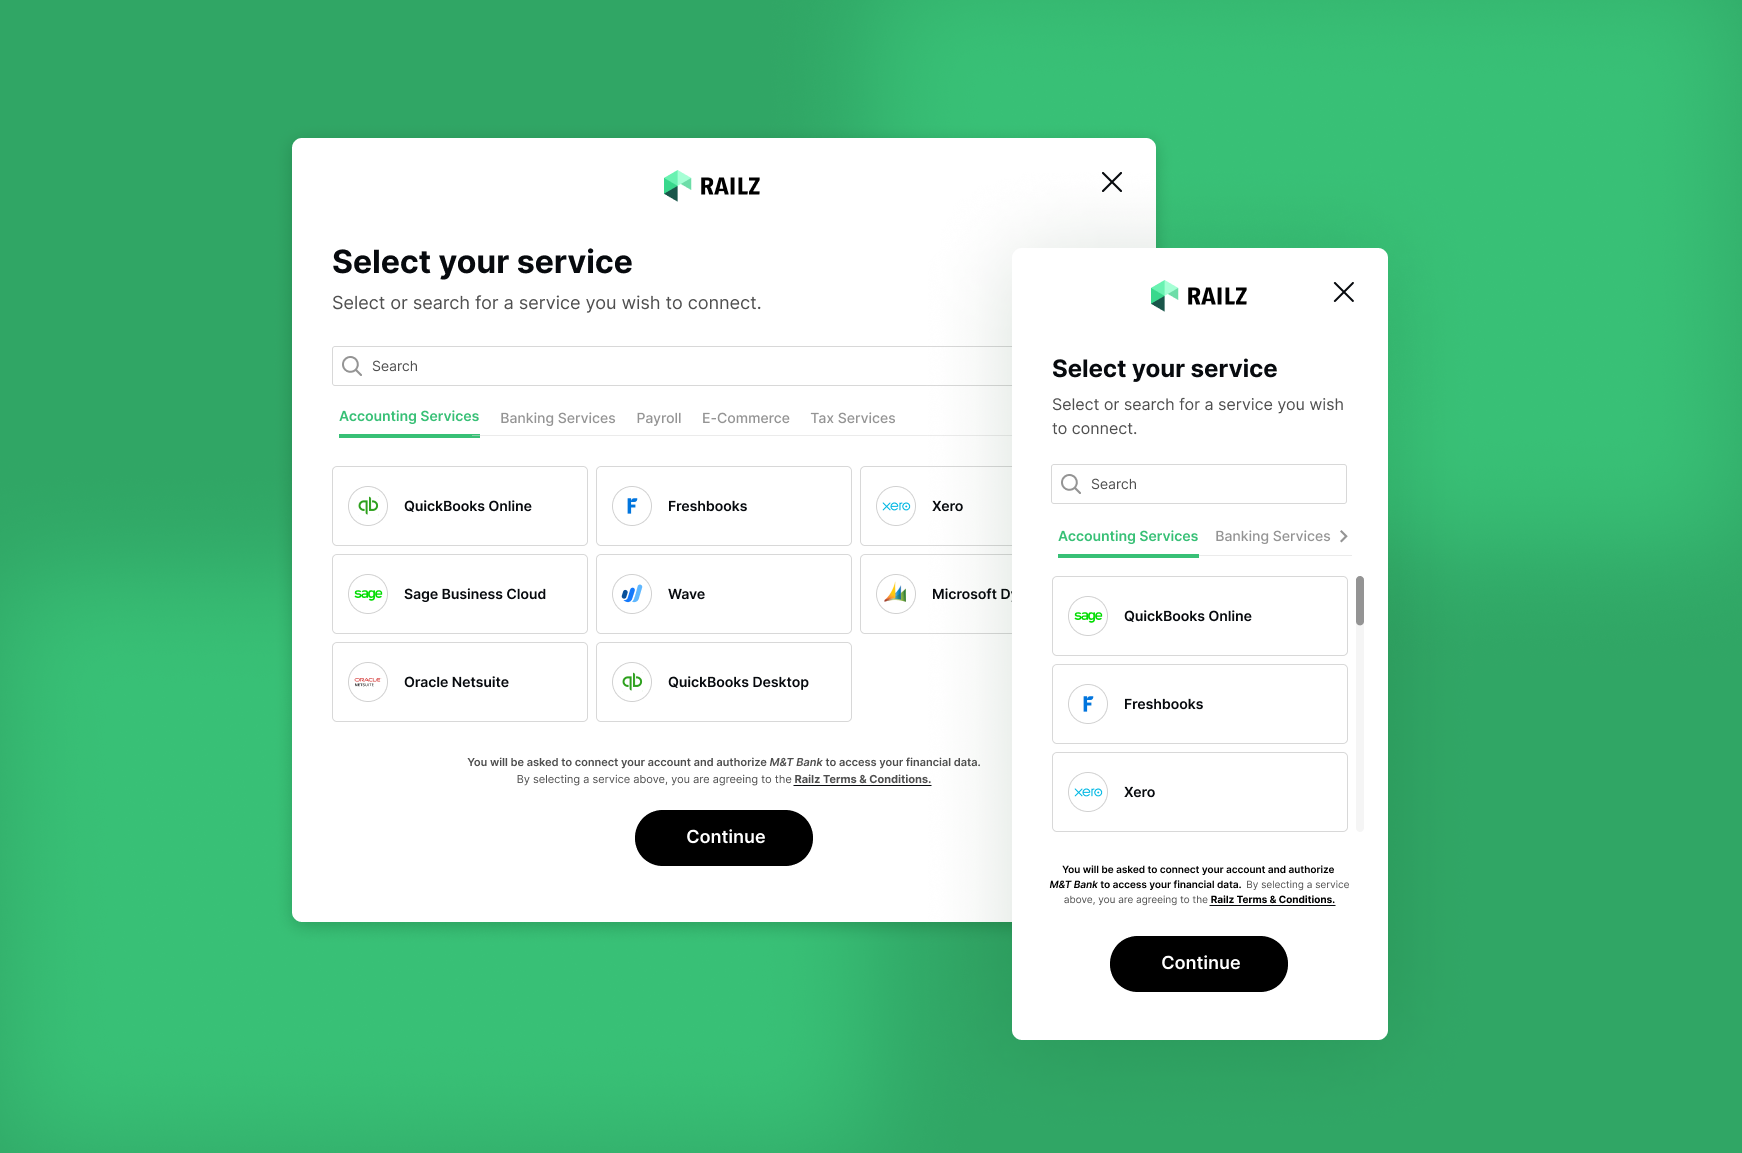 RAILZ
Select your service
Select or search for a service you wish to connect.
Search
Accounting Services Banking Services Payroll E-Commerce Tax Services
qb QuickBooks Online
Freshbooks
xero Xero
sage Sage Business Cloud
Wave
Microsoft Dy
ORACLE
NETSUITE
Oracle Netsuite
qb QuickBooks Desktop
You will be asked to connect your account and authorize M&T Bank to access your financial data.
By selecting a service above, you are agreeing to the Railz Terms & Conditions.
Continue
RAILZ
Select your service
Select or search for a service you wish
to connect.
Search
Accounting Services Banking Services
sage QuickBooks Online
Freshbooks
xero Xero
You will be asked to connect your account and authorize
M&T Bank to access your financial data. By selecting a service
above, you are agreeing to the Railz Terms & Conditions.
Continue